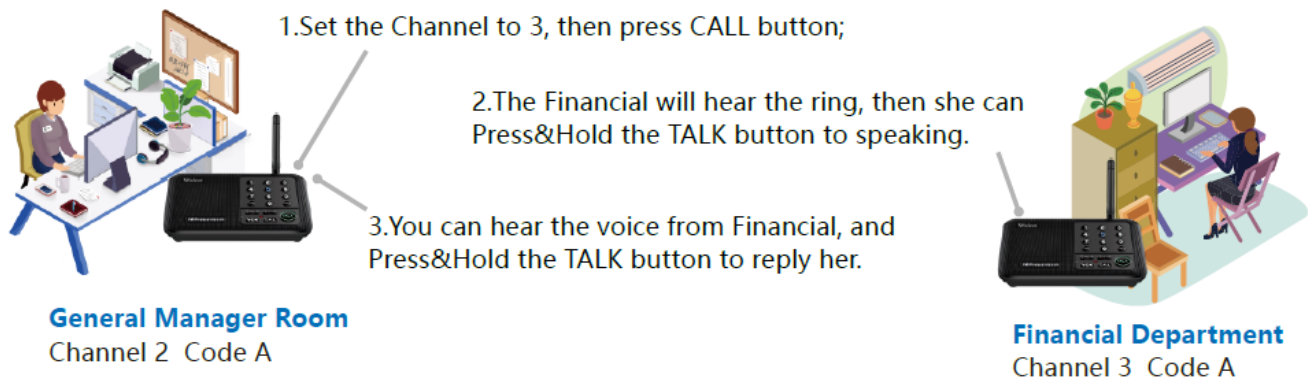 1.Set the Channel to 3, then press CALL button;
2.The Financial will hear the ring, then she can
Press&Hold the TALK button to speaking.
3.You can hear the voice from Financial, and
Press&Hold the TALK button to reply her.
General Manager Room
Channel 2 Code A
Financial Department
Channel 3 Code A